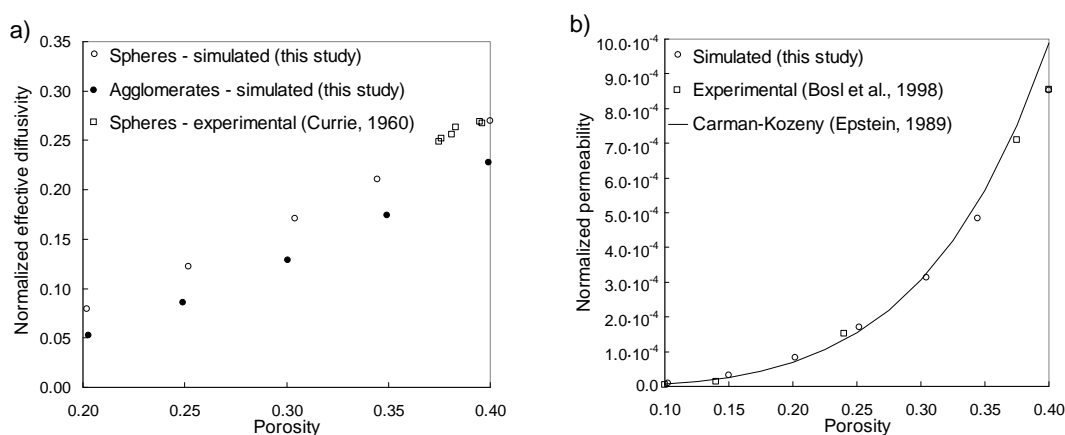 a)
0.35
0.30
0.25
0.20
0.15
0.10
0.05
0.00
0.20
0.25
0.30
0.35
0.40
Porosity
Normalized effective diffusivity
Spheres - simulated (this study)
Agglomerates - simulated (this study)
Spheres - experimental (Currie, 1960)
b)
10.0·10⁻⁴
9.0·10⁻⁴
8.0·10⁻⁴
7.0·10⁻⁴
6.0·10⁻⁴
5.0·10⁻⁴
4.0·10⁻⁴
3.0·10⁻⁴
2.0·10⁻⁴
1.0·10⁻⁴
0.0
0.10
0.15
0.20
0.25
0.30
0.35
0.40
Porosity
Normalized permeability
Simulated (this study)
Experimental (Bosl et al., 1998)
Carman-Kozeny (Epstein, 1989)